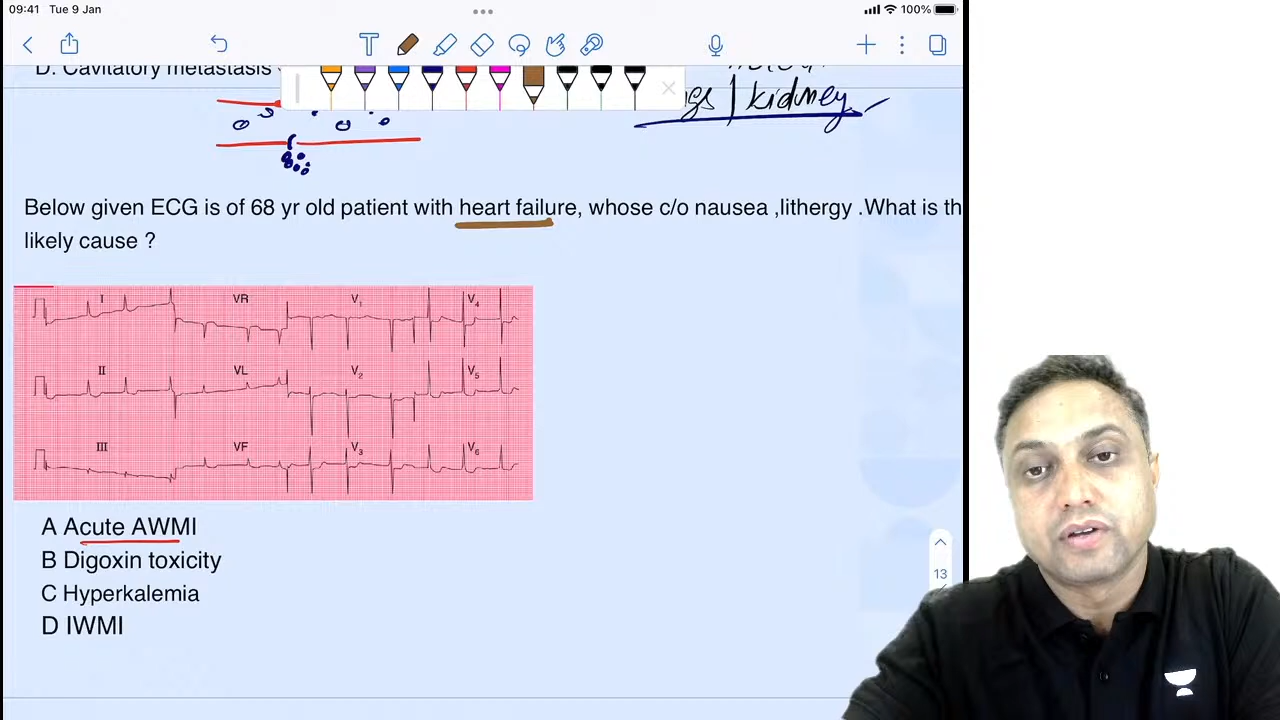 09:41 Tue 9 Jan
100%
D. Cavitatory metastasis
kidney
Below given ECG is of 68 yr old patient with heart failure, whose c/o nausea ,lithergy .What is th
likely cause ?
I VR V1 V4
II VL V2 V5
III VF V3 V6
A Acute AWMI
B Digoxin toxicity
C Hyperkalemia
D IWMI
13